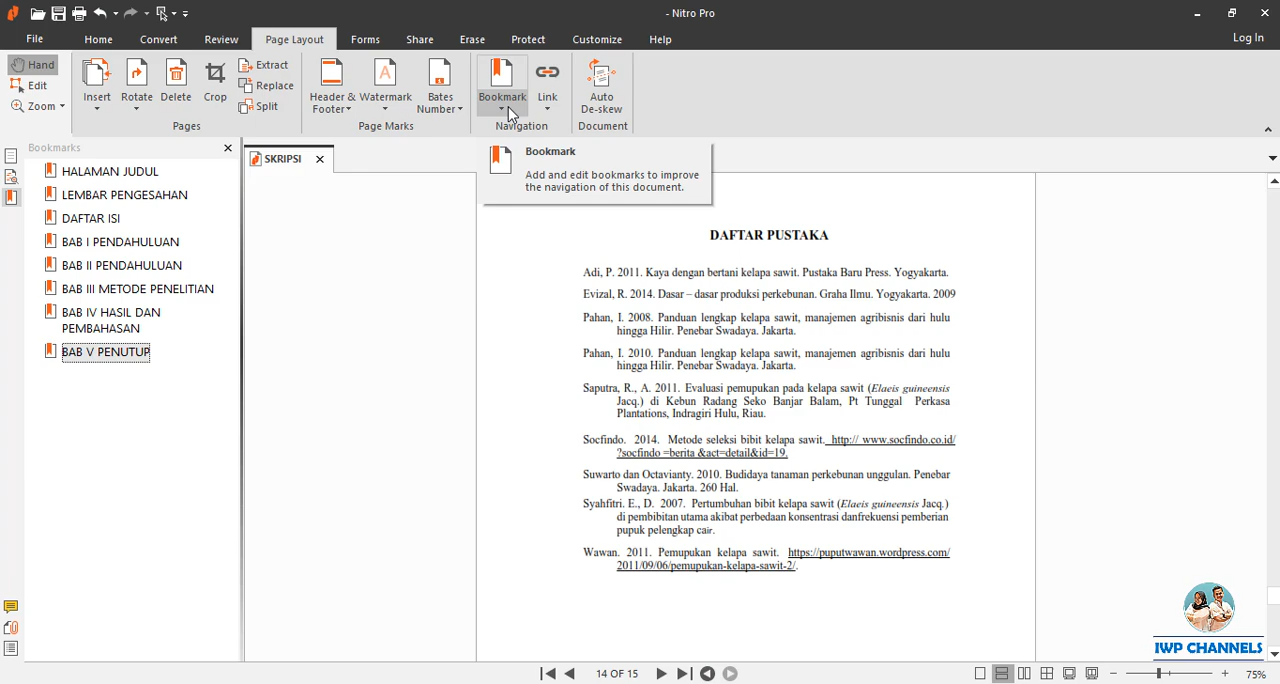 - Nitro Pro
File
Home
Convert
Review
Page Layout
Forms
Share
Erase
Protect
Customize
Help
Log In
Hand
Edit
Zoom
Insert
Rotate
Delete
Crop
Extract
Replace
Split
Pages
Header & Footer
Watermark
Bates Number
Page Marks
Bookmark
Link
Navigation
Auto De-skew
Document
Bookmarks
HALAMAN JUDUL
LEMBAR PENGESAHAN
DAFTAR ISI
BAB I PENDAHULUAN
BAB II PENDAHULUAN
BAB III METODE PENELITIAN
BAB IV HASIL DAN
PEMBAHASAN
BAB V PENUTUP
SKRIPSI
Bookmark
Add and edit bookmarks to improve
the navigation of this document.
DAFTAR PUSTAKA
Adi, P. 2011. Kaya dengan bertani kelapa sawit. Pustaka Baru Press. Yogyakarta.
Evizal, R. 2014. Dasar – dasar produksi perkebunan. Graha Ilmu. Yogyakarta. 2009
Pahan, I. 2008. Panduan lengkap kelapa sawit, manajemen agribisnis dari hulu
hingga Hilir. Penebar Swadaya. Jakarta.
Pahan, I. 2010. Panduan lengkap kelapa sawit, manajemen agribisnis dari hulu
hingga Hilir. Penebar Swadaya. Jakarta.
Saputra, R., A. 2011. Evaluasi pemupukan pada kelapa sawit (Elaeis guineensis
Jacq.) di Kebun Radang Seko Banjar Balam, Pt Tunggal Perkasa
Plantations, Indragiri Hulu, Riau.
Socfindo. 2014. Metode seleksi bibit kelapa sawit. http:// www.socfindo.co.id/
?socfindo =berita &act=detail&id=19.
Suwarto dan Octavianty. 2010. Budidaya tanaman perkebunan unggulan. Penebar
Swadaya. Jakarta. 260 Hal.
Syahfitri. E., D. 2007. Pertumbuhan bibit kelapa sawit (Elaeis guineensis Jacq.)
di pembibitan utama akibat perbedaan konsentrasi danfrekuensi pemberian
pupuk pelengkap cair.
Wawan. 2011. Pemupukan kelapa sawit. https://puputwawan.wordpress.com/
2011/09/06/pemupukan-kelapa-sawit-2/.
IWP CHANNELS
14 OF 15
75%